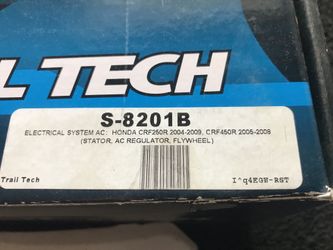 L TECH
S-8201B
ELECTRICAL SYSTEM AC: HONDA CRF250R 2004-2009, CRF450R 2005-2008
(STATOR, AC REGULATOR, FLYWHEEL)
Trail Tech I^q4EGW-RST